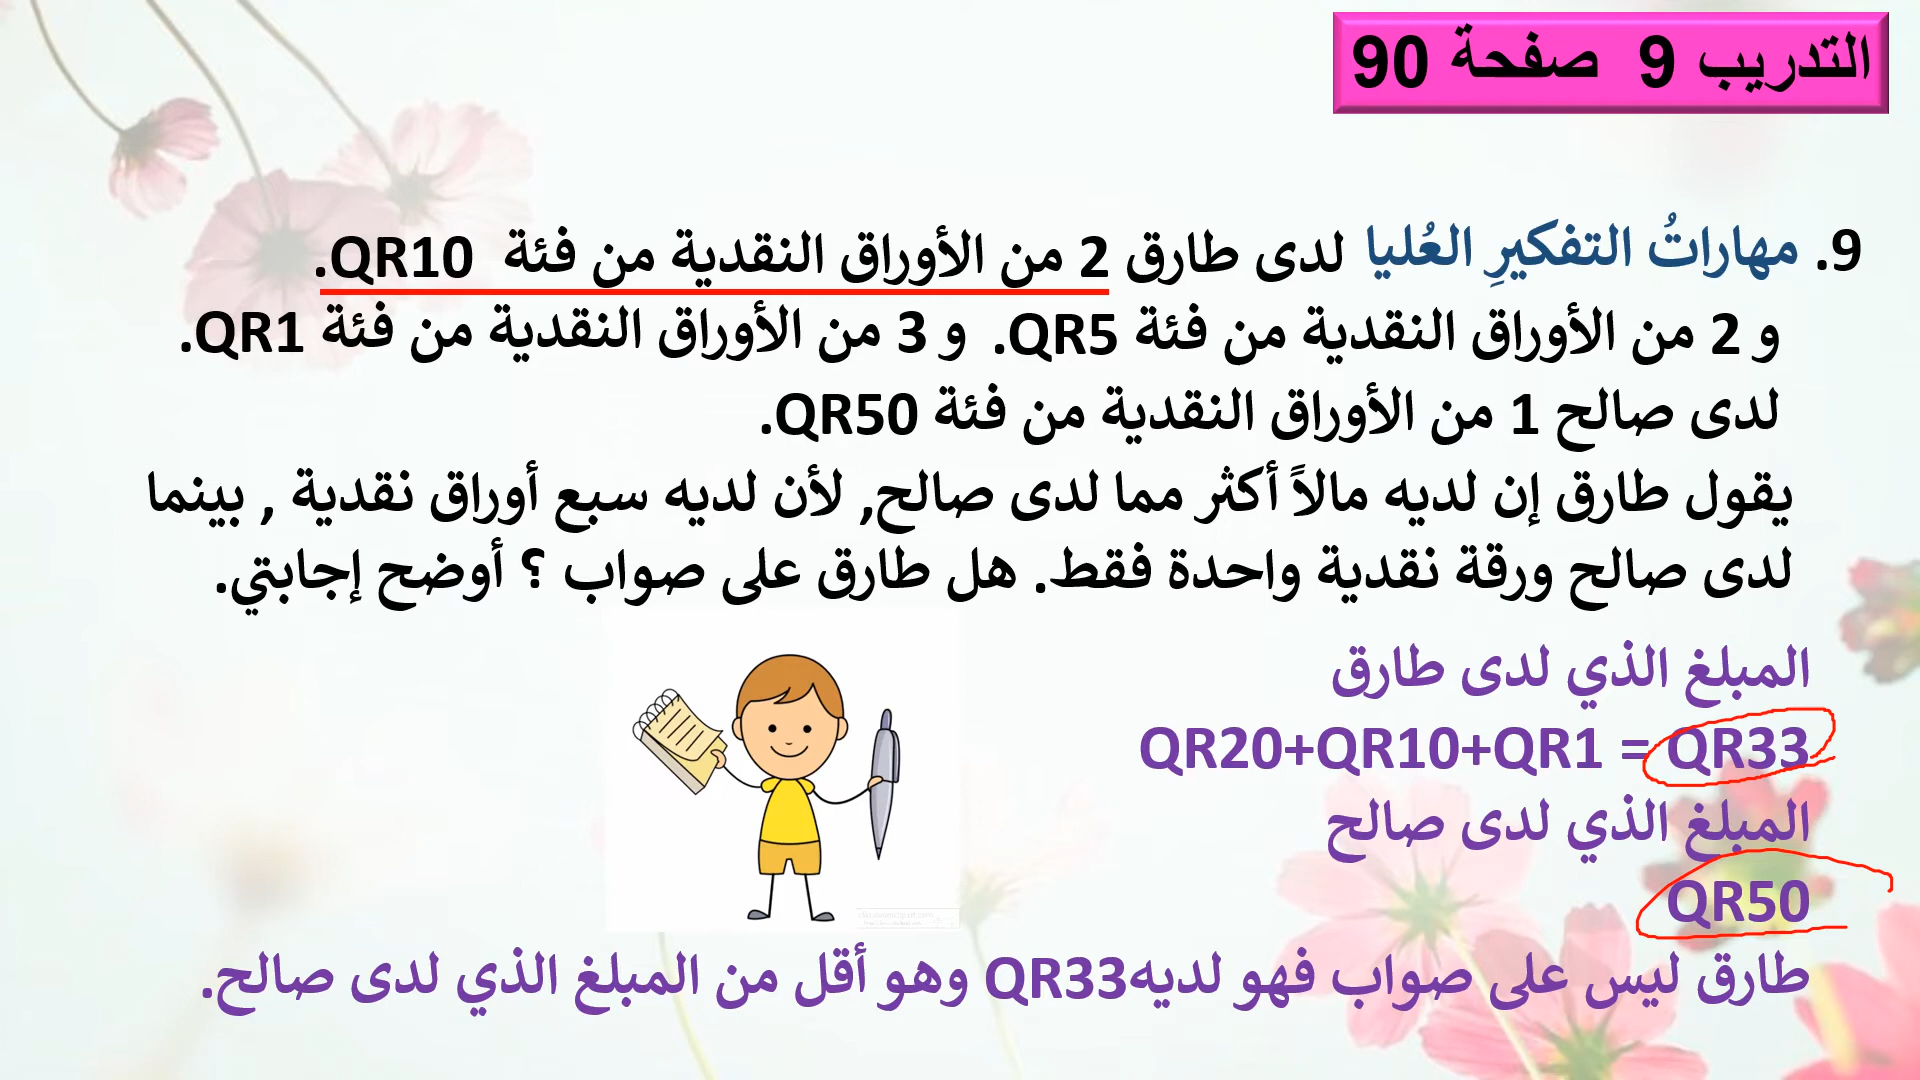 التدريب 9 صفحة 90
9. مهاراتُ التفكيرِ العُليا لدى طارق 2 من الأوراق النقدية من فئة QR10.
و 2 من الأوراق النقدية من فئة QR5. و 3 من الأوراق النقدية من فئة QR1.
لدى صالح 1 من الأوراق النقدية من فئة QR50.
يقول طارق إن لديه مالاً أكثر مما لدى صالح, لأن لديه سبع أوراق نقدية , بينما
لدى صالح ورقة نقدية واحدة فقط. هل طارق على صواب ؟ أوضح إجابتي.
المبلغ الذي لدى طارق
QR20+QR10+QR1 = QR33
المبلغ الذي لدى صالح
QR50
طارق ليس على صواب فهو لديهQR33 وهو أقل من المبلغ الذي لدى صالح.